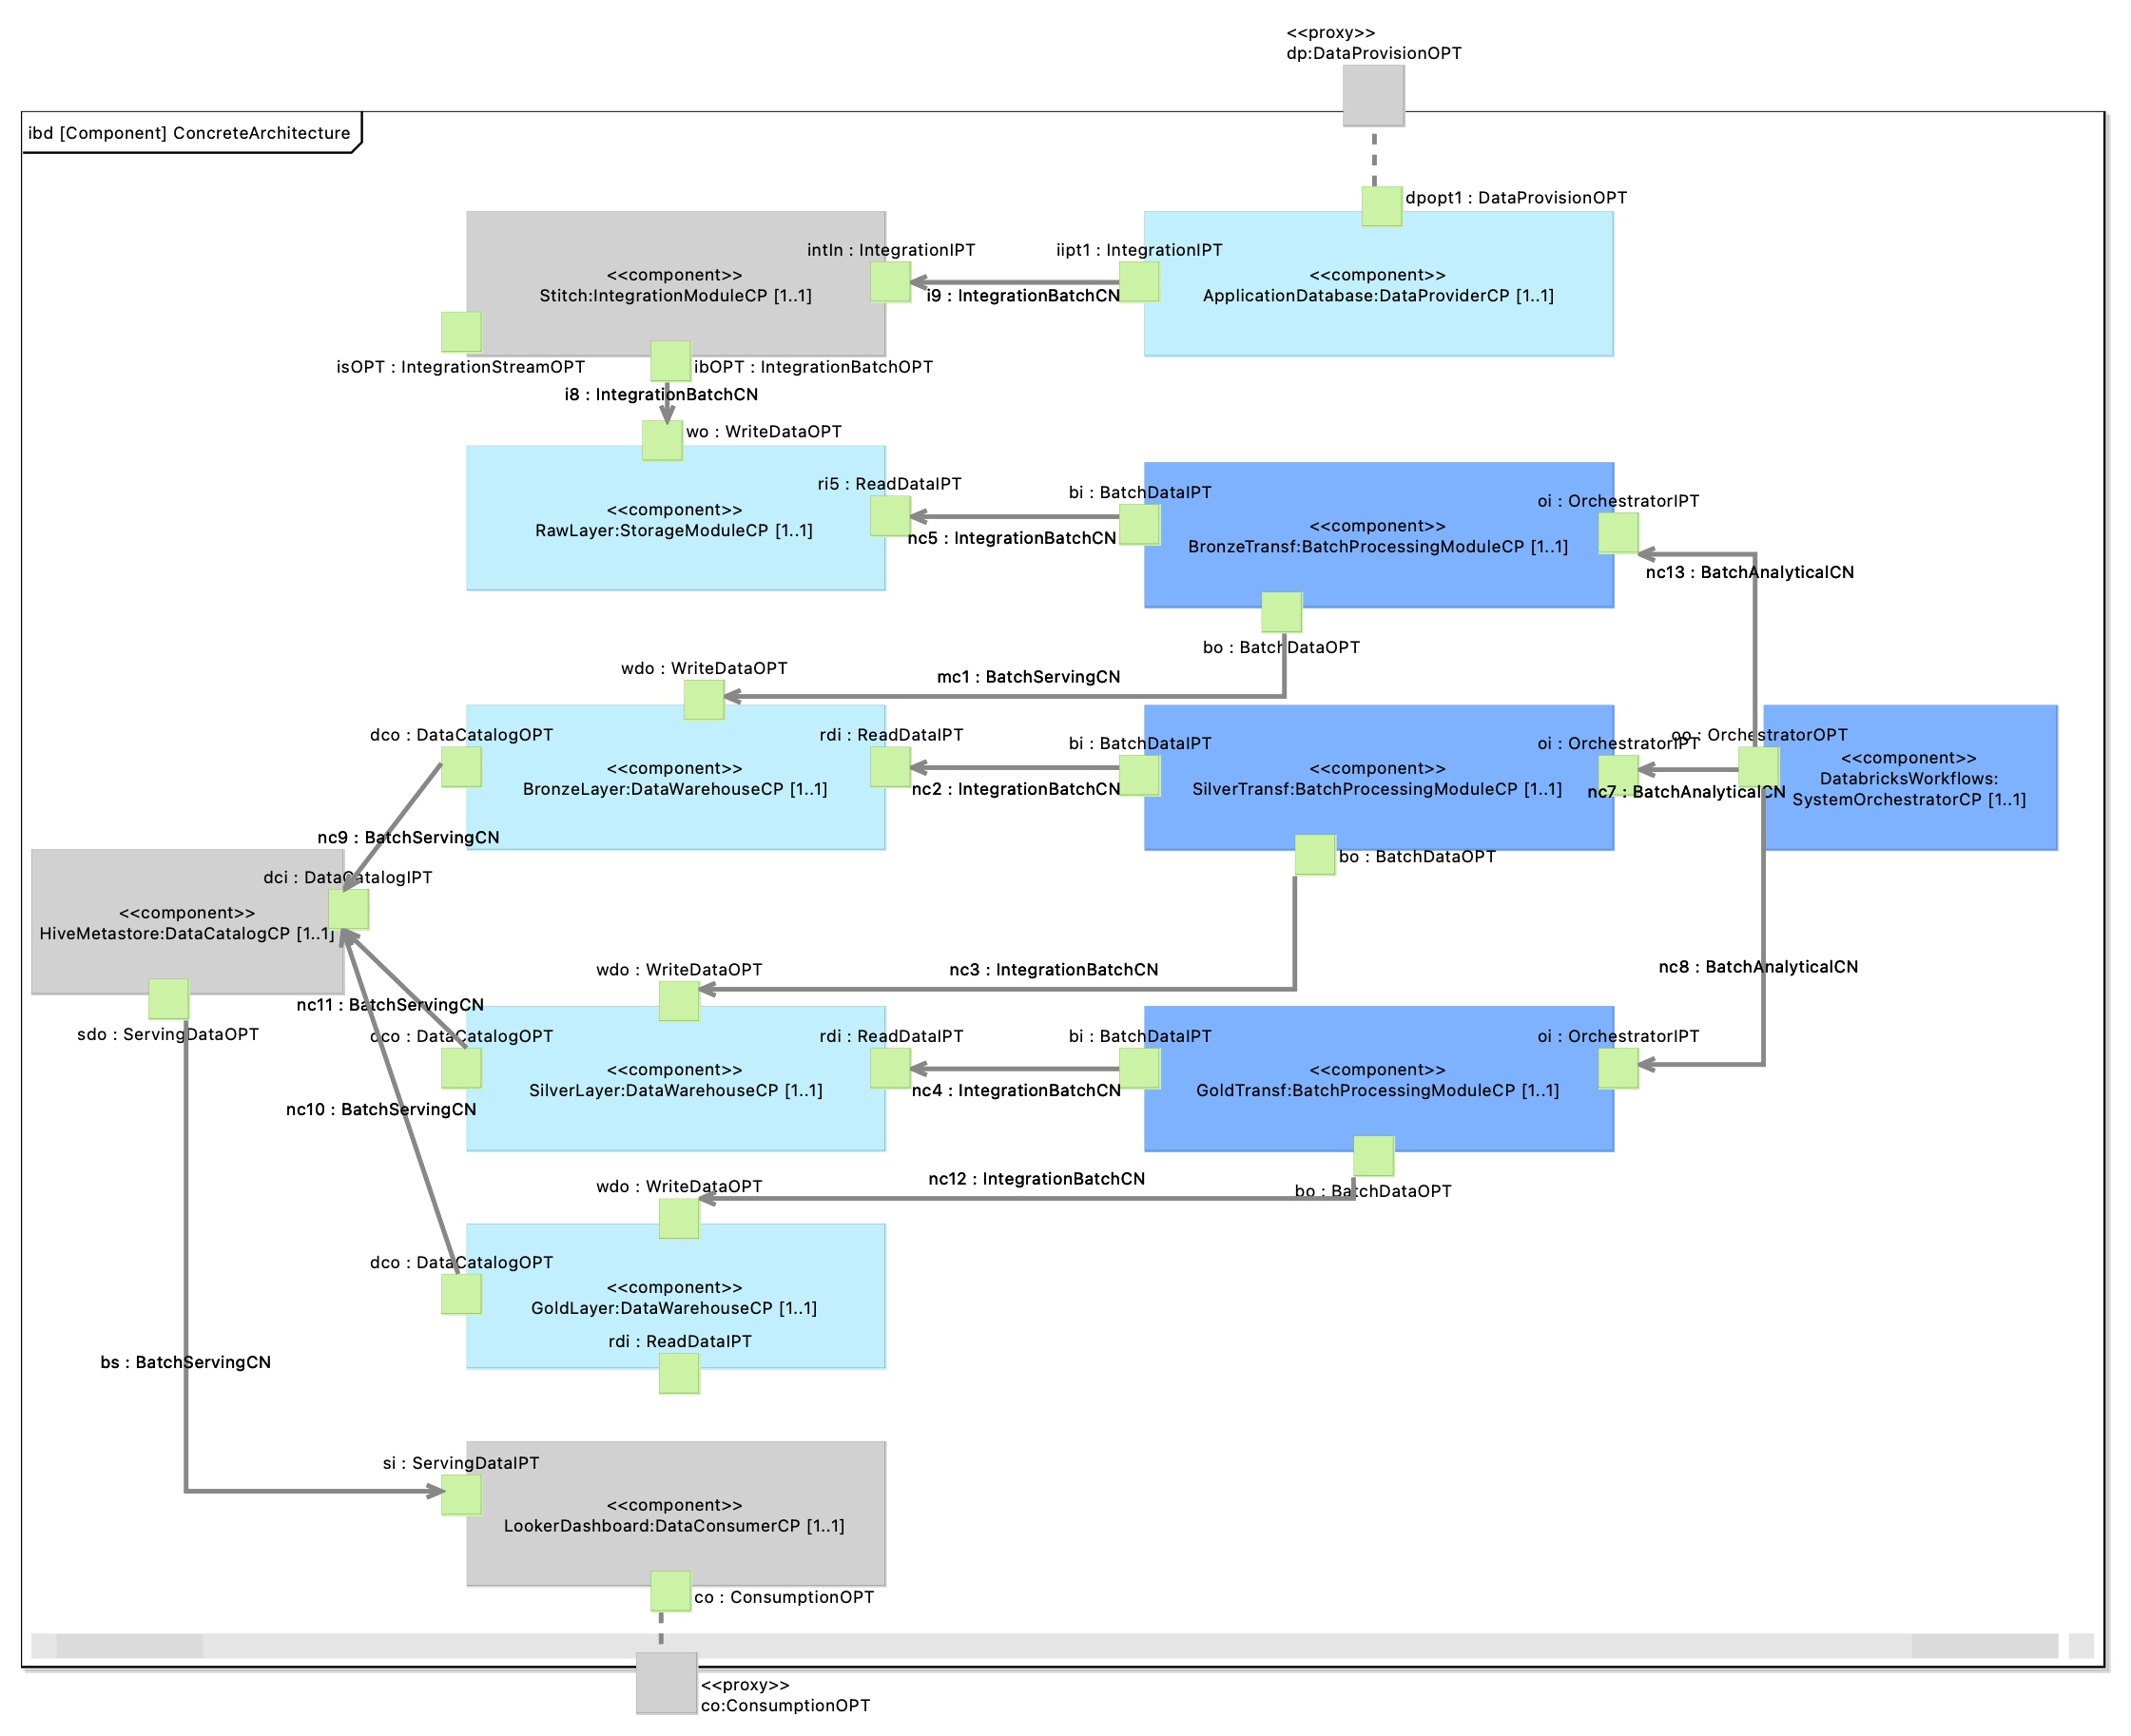 <<proxy>>
dp:DataProvisionOPT
ibd [Component] ConcreteArchitecture
dpopt1 : DataProvisionOPT
intIn : IntegrationIPT
iipt1 : IntegrationIPT
<<component>>
Stitch:IntegrationModuleCP [1..1]
i9 : IntegrationBatchCN
<<component>>
ApplicationDatabase:DataProviderCP [1..1]
isOPT : IntegrationStreamOPT
ibOPT : IntegrationBatchOPT
i8 : IntegrationBatchCN
wo : WriteDataOPT
ri5 : ReadDataIPT
bi : BatchDataIPT
oi : OrchestratorIPT
<<component>>
RawLayer:StorageModuleCP [1..1]
nc5 : IntegrationBatchCN
<<component>>
BronzeTransf:BatchProcessingModuleCP [1..1]
nc13 : BatchAnalyticalCN
bo : BatchDataOPT
wdo : WriteDataOPT
mc1 : BatchServingCN
dco : DataCatalogOPT
rdi : ReadDataIPT
bi : BatchDataIPT
oi : OrchestratorIPT
oo : OrchestratorOPT
<<component>>
BronzeLayer:DataWarehouseCP [1..1]
nc2 : IntegrationBatchCN
<<component>>
SilverTransf:BatchProcessingModuleCP [1..1]
nc7 : BatchAnalyticalCN
<<component>>
DatabricksWorkflows:
SystemOrchestratorCP [1..1]
nc9 : BatchServingCN
bo : BatchDataOPT
dci : DataCatalogIPT
<<component>>
HiveMetastore:DataCatalogCP [1..1]
wdo : WriteDataOPT
nc3 : IntegrationBatchCN
nc8 : BatchAnalyticalCN
nc11 : BatchServingCN
sdo : ServingDataOPT
dco : DataCatalogOPT
rdi : ReadDataIPT
bi : BatchDataIPT
oi : OrchestratorIPT
<<component>>
SilverLayer:DataWarehouseCP [1..1]
nc4 : IntegrationBatchCN
<<component>>
GoldTransf:BatchProcessingModuleCP [1..1]
nc10 : BatchServingCN
wdo : WriteDataOPT
nc12 : IntegrationBatchCN
bo : BatchDataOPT
dco : DataCatalogOPT
<<component>>
GoldLayer:DataWarehouseCP [1..1]
rdi : ReadDataIPT
bs : BatchServingCN
si : ServingDataIPT
<<component>>
LookerDashboard:DataConsumerCP [1..1]
co : ConsumptionOPT
<<proxy>>
co:ConsumptionOPT